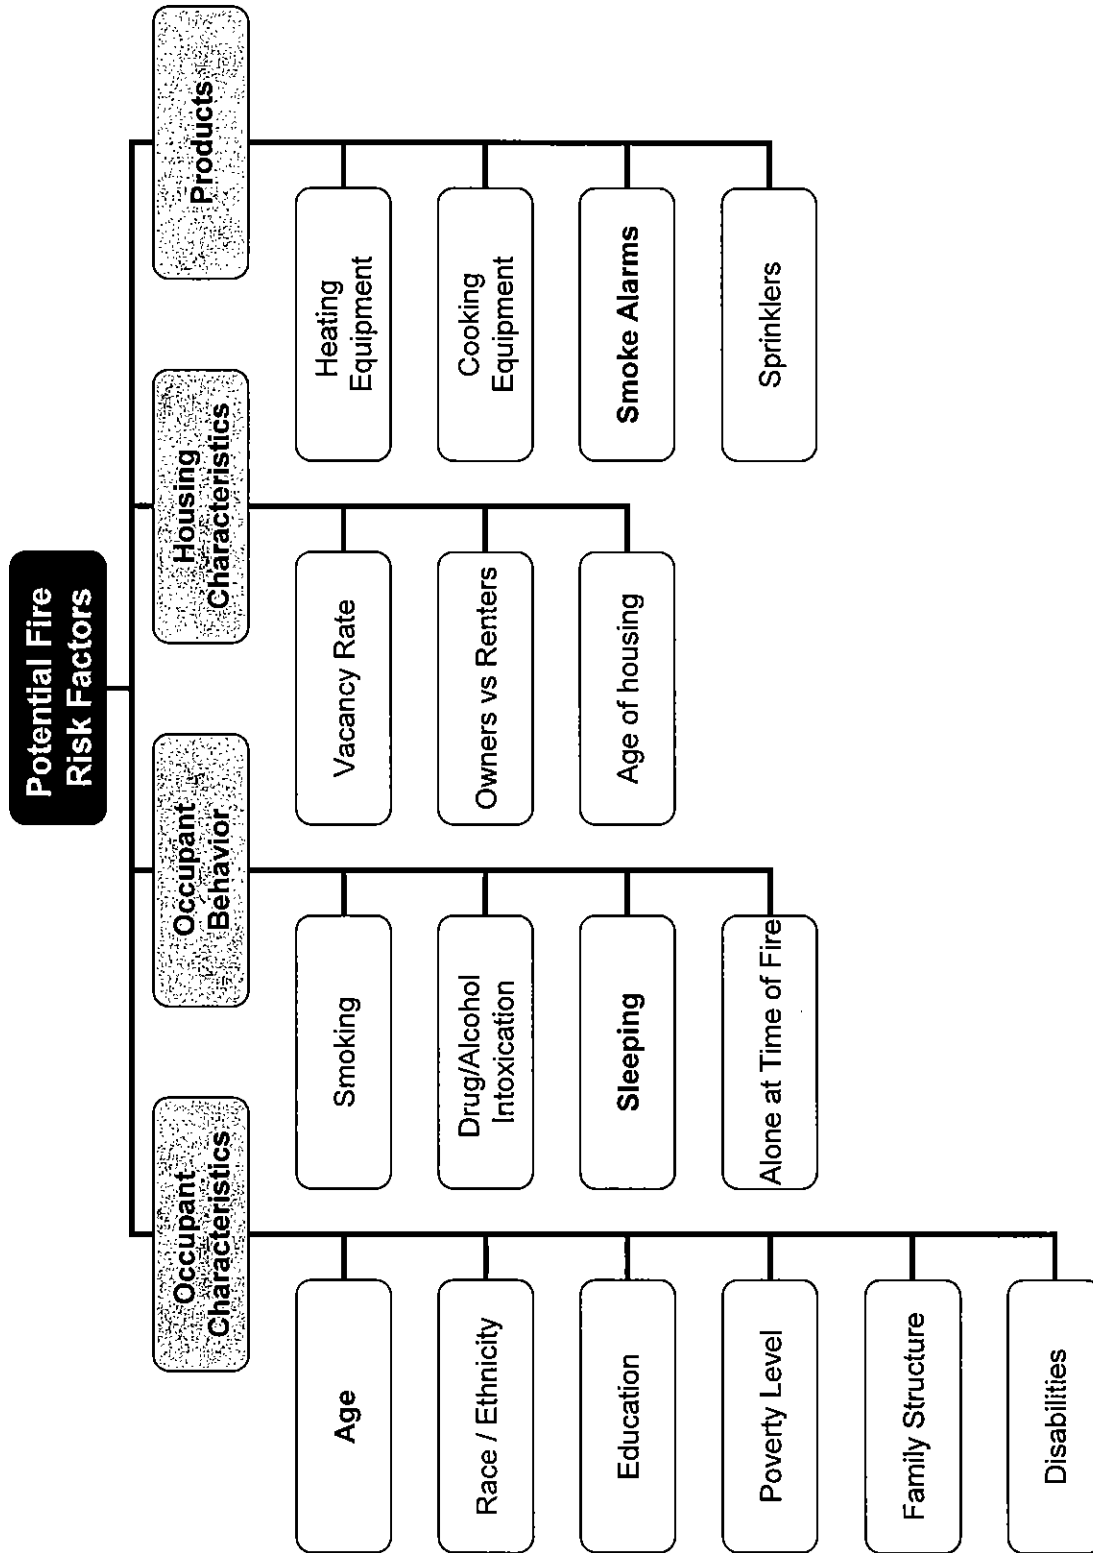 Potential Fire
Risk Factors
Occupant
Characteristics
Age
Race / Ethnicity
Education
Poverty Level
Family Structure
Disabilities
Occupant
Behavior
Smoking
Drug/Alcohol
Intoxication
Sleeping
Alone at Time of Fire
Housing
Characteristics
Vacancy Rate
Owners vs Renters
Age of housing
Products
Heating
Equipment
Cooking
Equipment
Smoke Alarms
Sprinklers